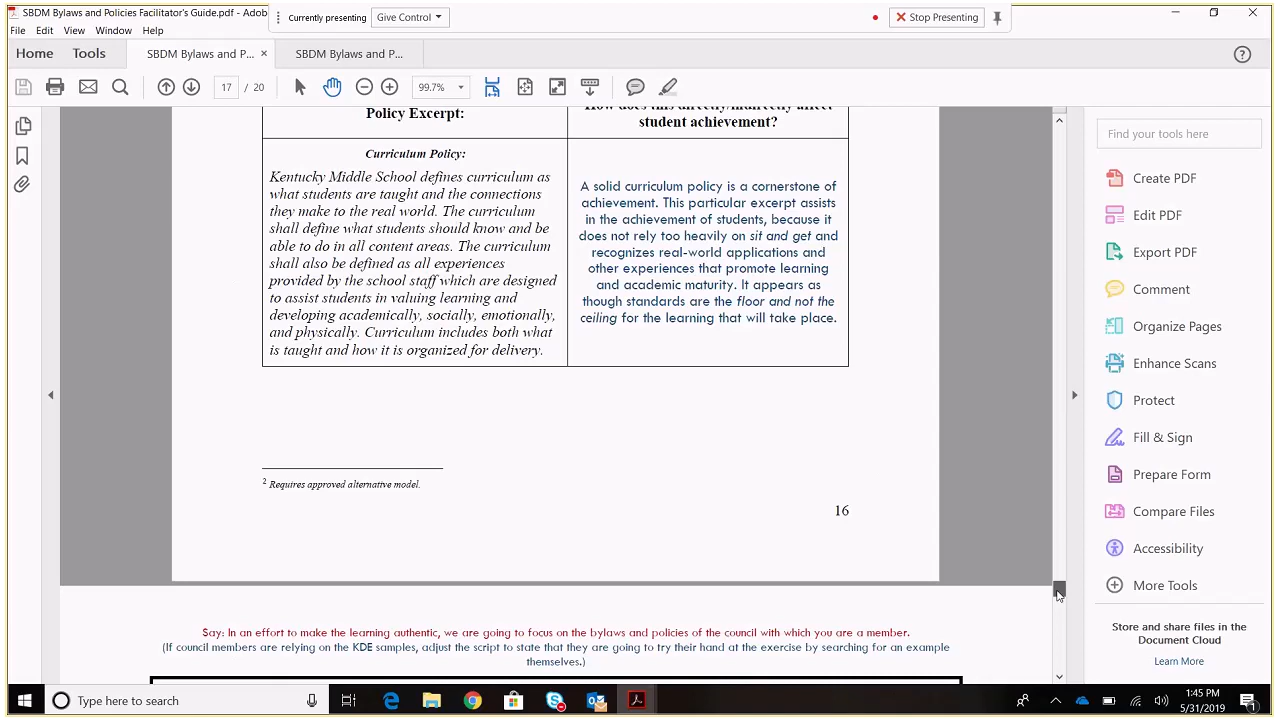 SBDM Bylaws and Policies Facilitator's Guide.pdf - Adob
Currently presenting
Give Control
Stop Presenting
File Edit View Window Help
Home Tools SBDM Bylaws and P... SBDM Bylaws and P...
17 / 20
99.7%
How does this directly/indirectly affect
Policy Excerpt:
student achievement?
Curriculum Policy:
Kentucky Middle School defines curriculum as
what students are taught and the connections
they make to the real world. The curriculum
shall define what students should know and be
able to do in all content areas. The curriculum
shall also be defined as all experiences
provided by the school staff which are designed
to assist students in valuing learning and
developing academically, socially, emotionally,
and physically. Curriculum includes both what
is taught and how it is organized for delivery.
A solid curriculum policy is a cornerstone of
achievement. This particular excerpt assists
in the achievement of students, because it
does not rely too heavily on sit and get and
recognizes real-world applications and
other experiences that promote learning
and academic maturity. It appears as
though standards are the floor and not the
ceiling for the learning that will take place.
2 Requires approved alternative model.
16
Say: In an effort to make the learning authentic, we are going to focus on the bylaws and policies of the council with which you are a member.
(If council members are relying on the KDE samples, adjust the script to state that they are going to try their hand at the exercise by searching for an example
themselves.)
Find your tools here
Create PDF
Edit PDF
Export PDF
Comment
Organize Pages
Enhance Scans
Protect
Fill & Sign
Prepare Form
Compare Files
Accessibility
More Tools
Store and share files in the
Document Cloud
Learn More
Type here to search
1:45 PM
5/31/2019